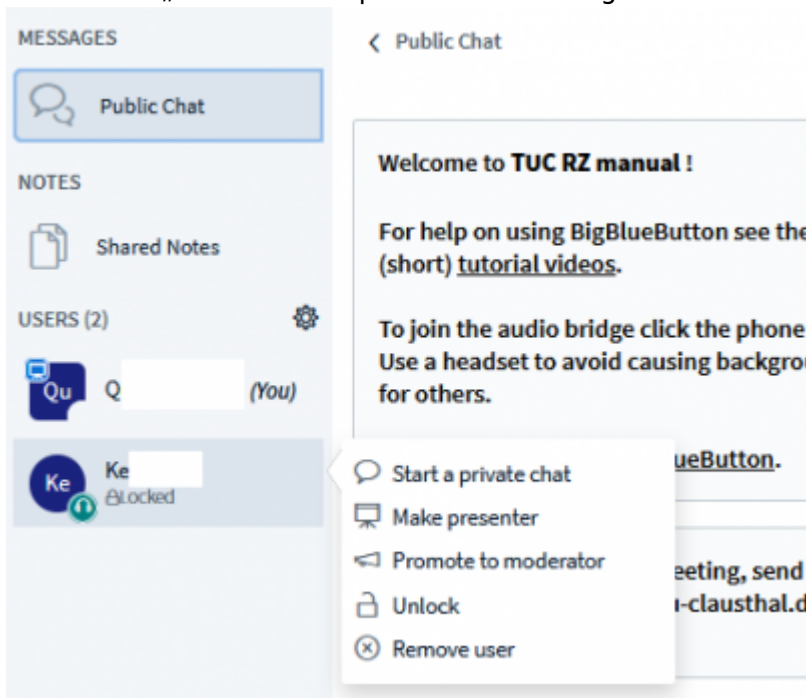 MESSAGES
Public Chat
NOTES
Shared Notes
USERS (2)
Qu
Q
(You)
Ke
Ke
Locked
Public Chat
Welcome to TUC RZ manual !
For help on using BigBlueButton see the
(short) tutorial videos.
To join the audio bridge click the phone
Use a headset to avoid causing backgrou
for others.
ueButton.
Start a private chat
Make presenter
Promote to moderator
Unlock
Remove user
eeting, send
-clausthal.d